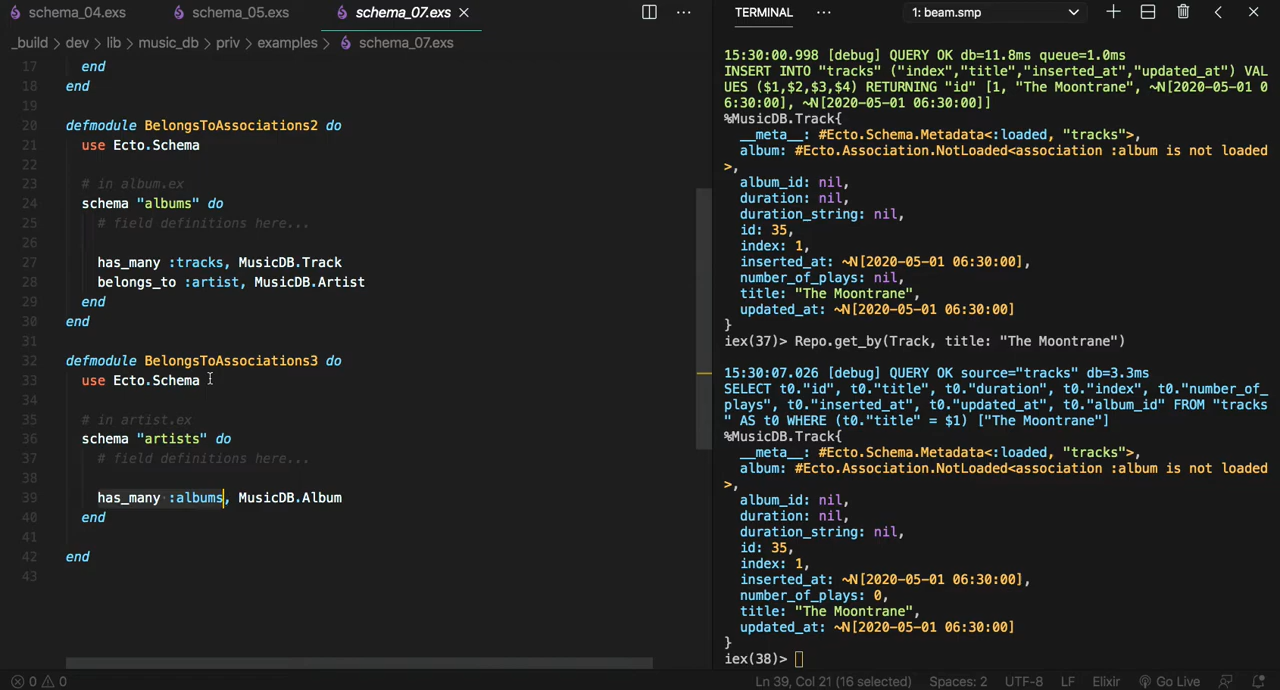 schema_04.exs schema_05.exs schema_07.exs ×
_build > dev > lib > music_db > priv > examples > schema_07.exs
17 end
18 end
19
20 defmodule BelongsToAssociations2 do
21 use Ecto.Schema
22
23 # in album.ex
24 schema "albums" do
25 # field definitions here...
26
27 has_many :tracks, MusicDB.Track
28 belongs_to :artist, MusicDB.Artist
29 end
30 end
31
32 defmodule BelongsToAssociations3 do
33 use Ecto.Schema
34
35 # in artist.ex
36 schema "artists" do
37 # field definitions here...
38
39 has_many :albums, MusicDB.Album
40 end
41
42 end
43
TERMINAL ... 1: beam.smp
15:30:00.998 [debug] QUERY OK db=11.8ms queue=1.0ms
INSERT INTO "tracks" ("index","title","inserted_at","updated_at") VAL
UES ($1,$2,$3,$4) RETURNING "id" [1, "The Moontrane", ~N[2020-05-01 0
6:30:00], ~N[2020-05-01 06:30:00]]
%MusicDB.Track{
__meta__: #Ecto.Schema.Metadata<:loaded, "tracks">,
album: #Ecto.Association.NotLoaded<association :album is not loaded
>,
album_id: nil,
duration: nil,
duration_string: nil,
id: 35,
index: 1,
inserted_at: ~N[2020-05-01 06:30:00],
number_of_plays: nil,
title: "The Moontrane",
updated_at: ~N[2020-05-01 06:30:00]
}
iex(37)> Repo.get_by(Track, title: "The Moontrane")
15:30:07.026 [debug] QUERY OK source="tracks" db=3.3ms
SELECT t0."id", t0."title", t0."duration", t0."index", t0."number_of_
plays", t0."inserted_at", t0."updated_at", t0."album_id" FROM "tracks
" AS t0 WHERE (t0."title" = $1) ["The Moontrane"]
%MusicDB.Track{
__meta__: #Ecto.Schema.Metadata<:loaded, "tracks">,
album: #Ecto.Association.NotLoaded<association :album is not loaded
>,
album_id: nil,
duration: nil,
duration_string: nil,
id: 35,
index: 1,
inserted_at: ~N[2020-05-01 06:30:00],
number_of_plays: 0,
title: "The Moontrane",
updated_at: ~N[2020-05-01 06:30:00]
}
iex(38)>
0 0 Ln 39, Col 21 (16 selected) Spaces: 2 UTF-8 LF Elixir Go Live